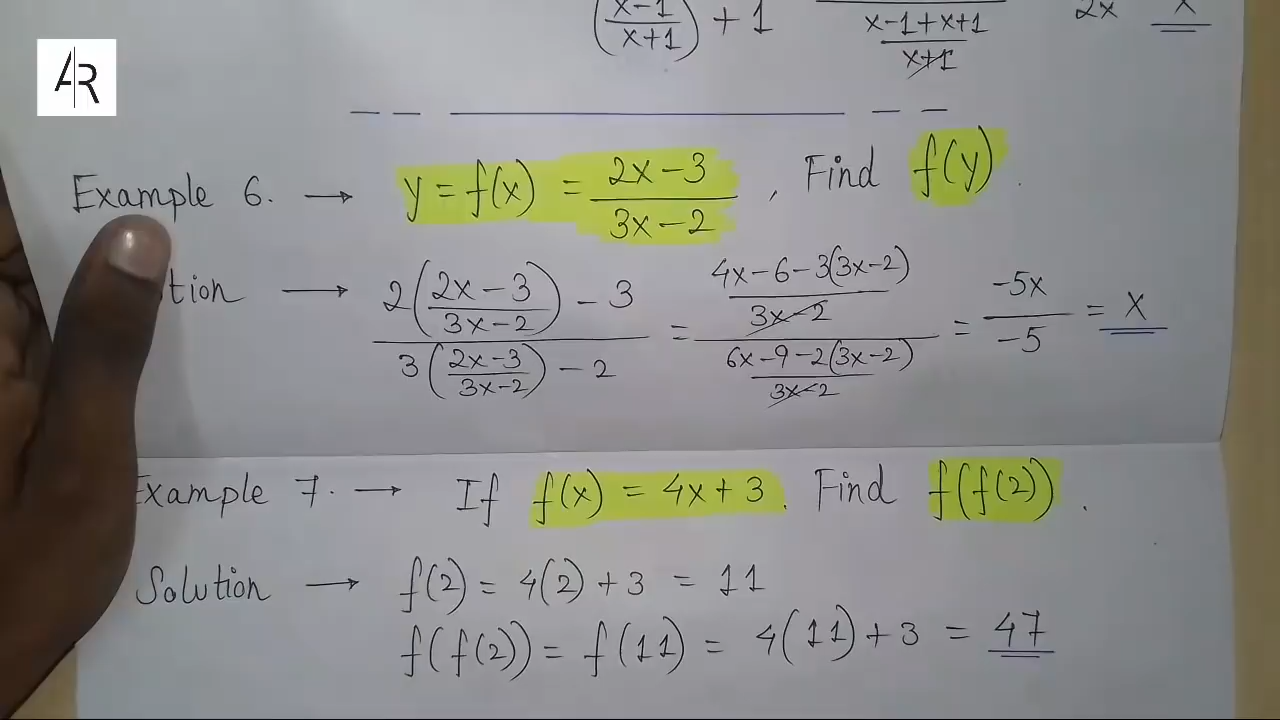 (x-1/x+1) + 1    x-1+x+1/x+1    2x    x
AR
Example 6. → y = f(x) = 2x-3/3x-2 , Find f(y).
tion → 2(2x-3/3x-2) - 3 / 3(2x-3/3x-2) - 2 = 4x-6-3(3x-2)/3x-2 / 6x-9-2(3x-2)/3x-2 = -5x/-5 = x
Example 7. → If f(x) = 4x+3. Find f(f(2)).
Solution → f(2) = 4(2)+3 = 11
f(f(2)) = f(11) = 4(11)+3 = 47